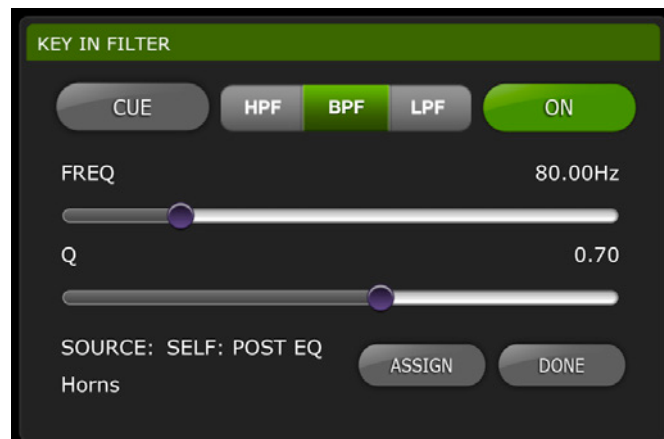 KEY IN FILTER
CUE HPF BPF LPF ON
FREQ 80.00Hz
Q 0.70
SOURCE: SELF: POST EQ
ASSIGN DONE
Horns